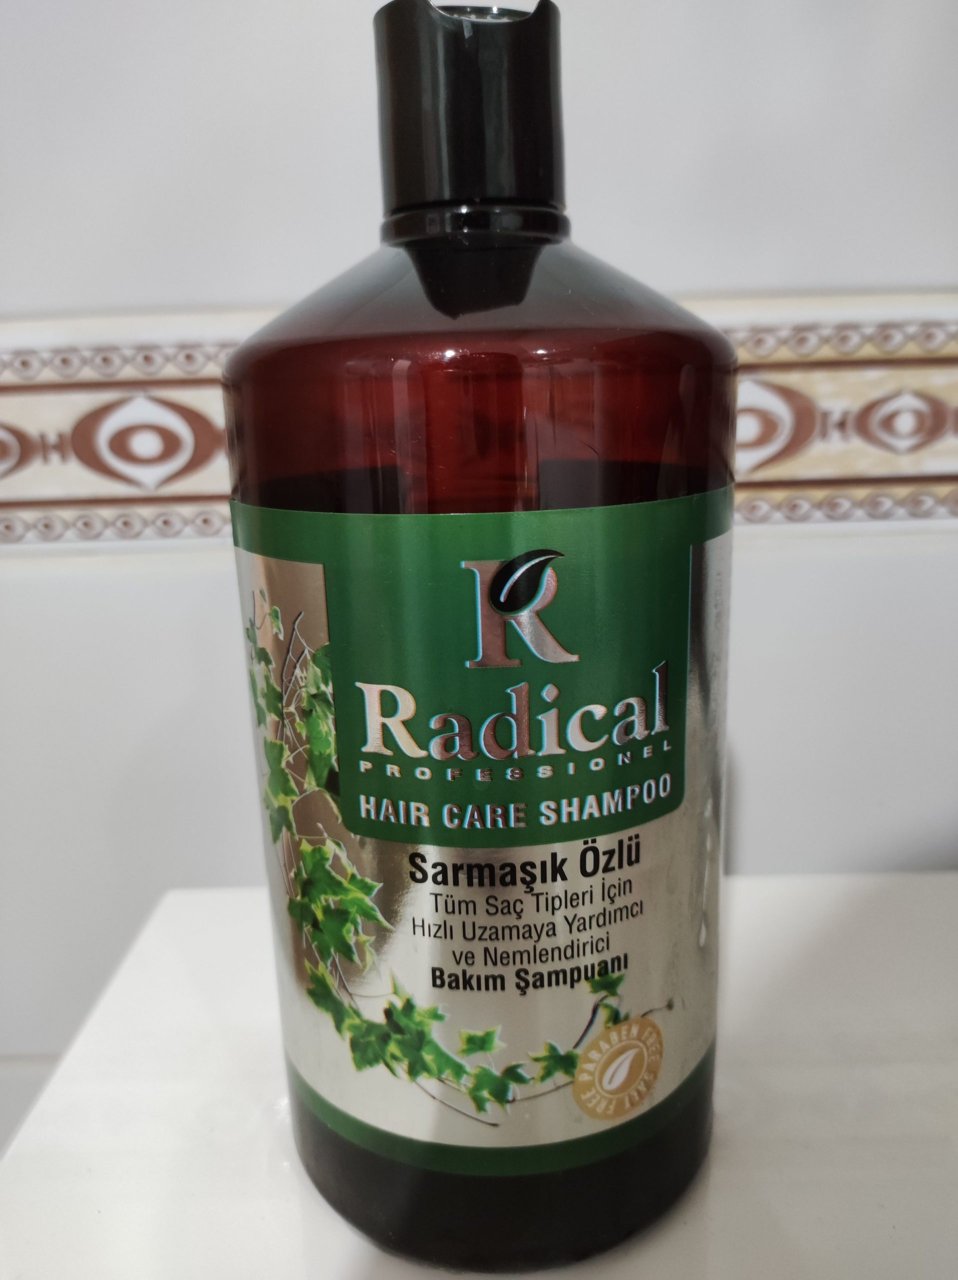 R
Radical
PROFESSIONEL
HAIR CARE SHAMPOO
Sarmaşık Özlü
Tüm Saç Tipleri İçin
Hızlı Uzamaya Yardımcı
ve Nemlendirici
Bakım Şampuanı
PARABEN FREE SALT FREE